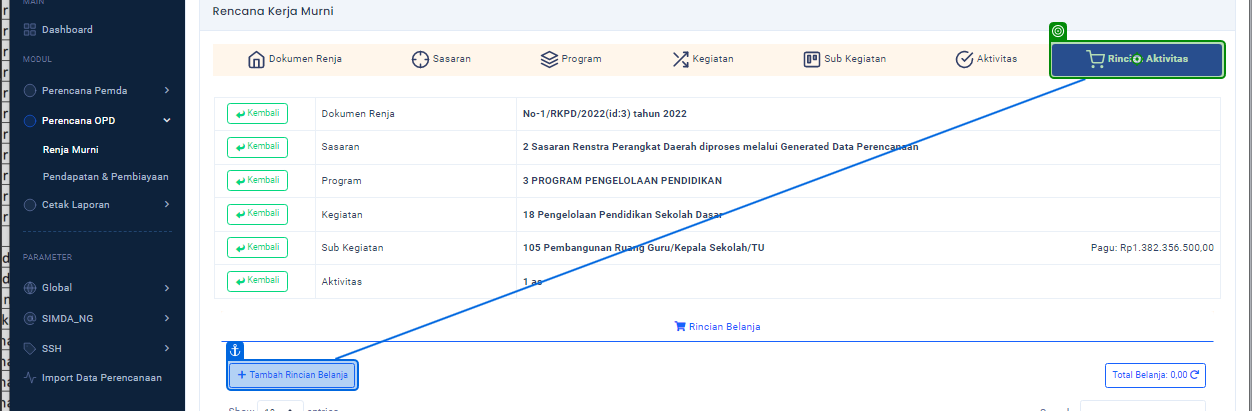 MAIN
Dashboard
MODUL
Perencana Pemda
Perencana OPD
Renja Murni
Pendapatan & Pembiayaan
Cetak Laporan
PARAMETER
Global
SIMDA_NG
SSH
Import Data Perencanaan
Rencana Kerja Murni
Dokumen Renja
Sasaran
Program
Kegiatan
Sub Kegiatan
Aktivitas
Aktivitas
Kembali Dokumen Renja No-1/RKPD/2022(id:3) tahun 2022
Kembali Sasaran 2 Sasaran Renstra Perangkat Daerah diproses melalui Generated Data Perencanaan
Kembali Program 3 PROGRAM PENGELOLAAN PENDIDIKAN
Kembali Kegiatan 18 Pengelolaan Pendidikan Sekolah Dasar
Kembali Sub Kegiatan 105 Pembangunan Ruang Guru/Kepala Sekolah/TU Pagu: Rp1.382.356.500,00
Kembali Aktivitas 1 as
Rincian Belanja
+ Tambah Rincian Belanja
Total Belanja: 0,00
Show 10 entries